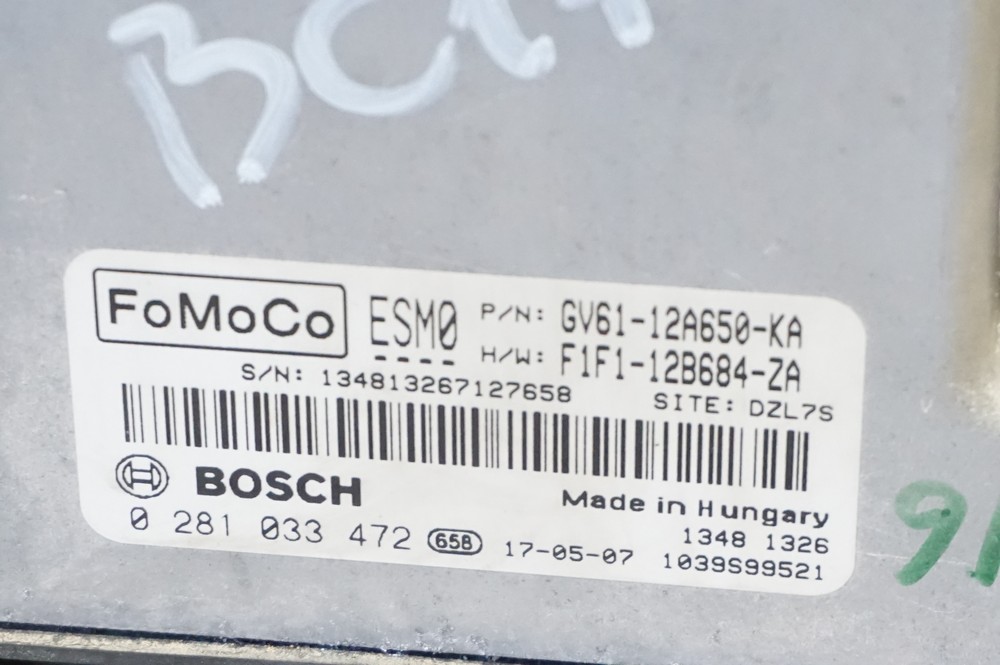 FoMoCo
ESM0
P/N: GV61-12A650-KA
H/W: F1F1-12B684-ZA
S/N: 134813267127658
SITE: DZL7S
BOSCH
Made in Hungary
0 281 033 472 65B 17-05-07
1348 1326
1039S99521